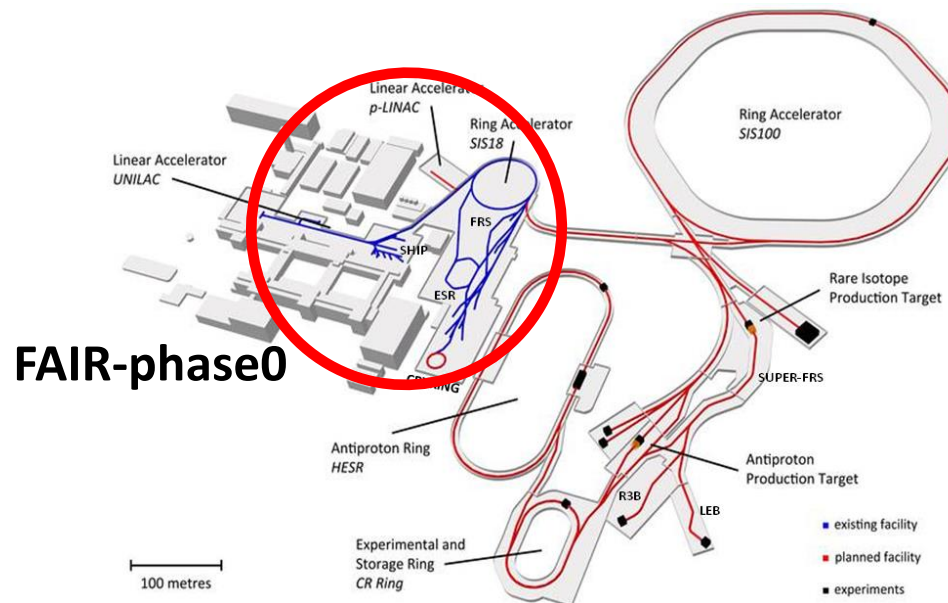 Linear Accelerator
p-LINAC
Ring Accelerator
SIS18
Ring Accelerator
SIS100
Linear Accelerator
UNILAC
FRS
SHIP
ESR
Rare Isotope
Production Target
FAIR-phase0
SUPER-FRS
Antiproton Ring
HESR
Antiproton
Production Target
R3B
LEB
Experimental and
Storage Ring
CR Ring
existing facility
planned facility
experiments
100 metres